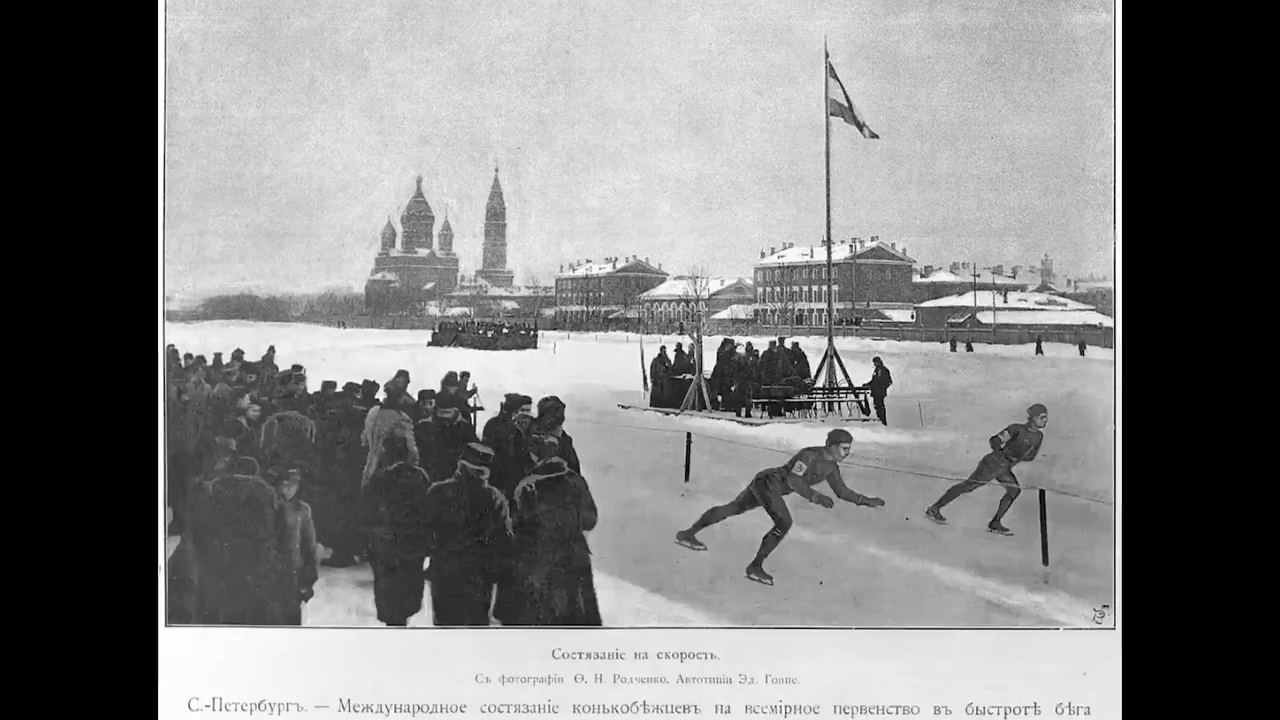 Состязаніе на скорость.
Съ фотографіи Ѳ. Н. Родченко. Автотипія Эд. Гоппе.
С.-Петербургъ. — Международное состязаніе конькобѣжцевъ на всемірное первенство въ быстротѣ бѣга